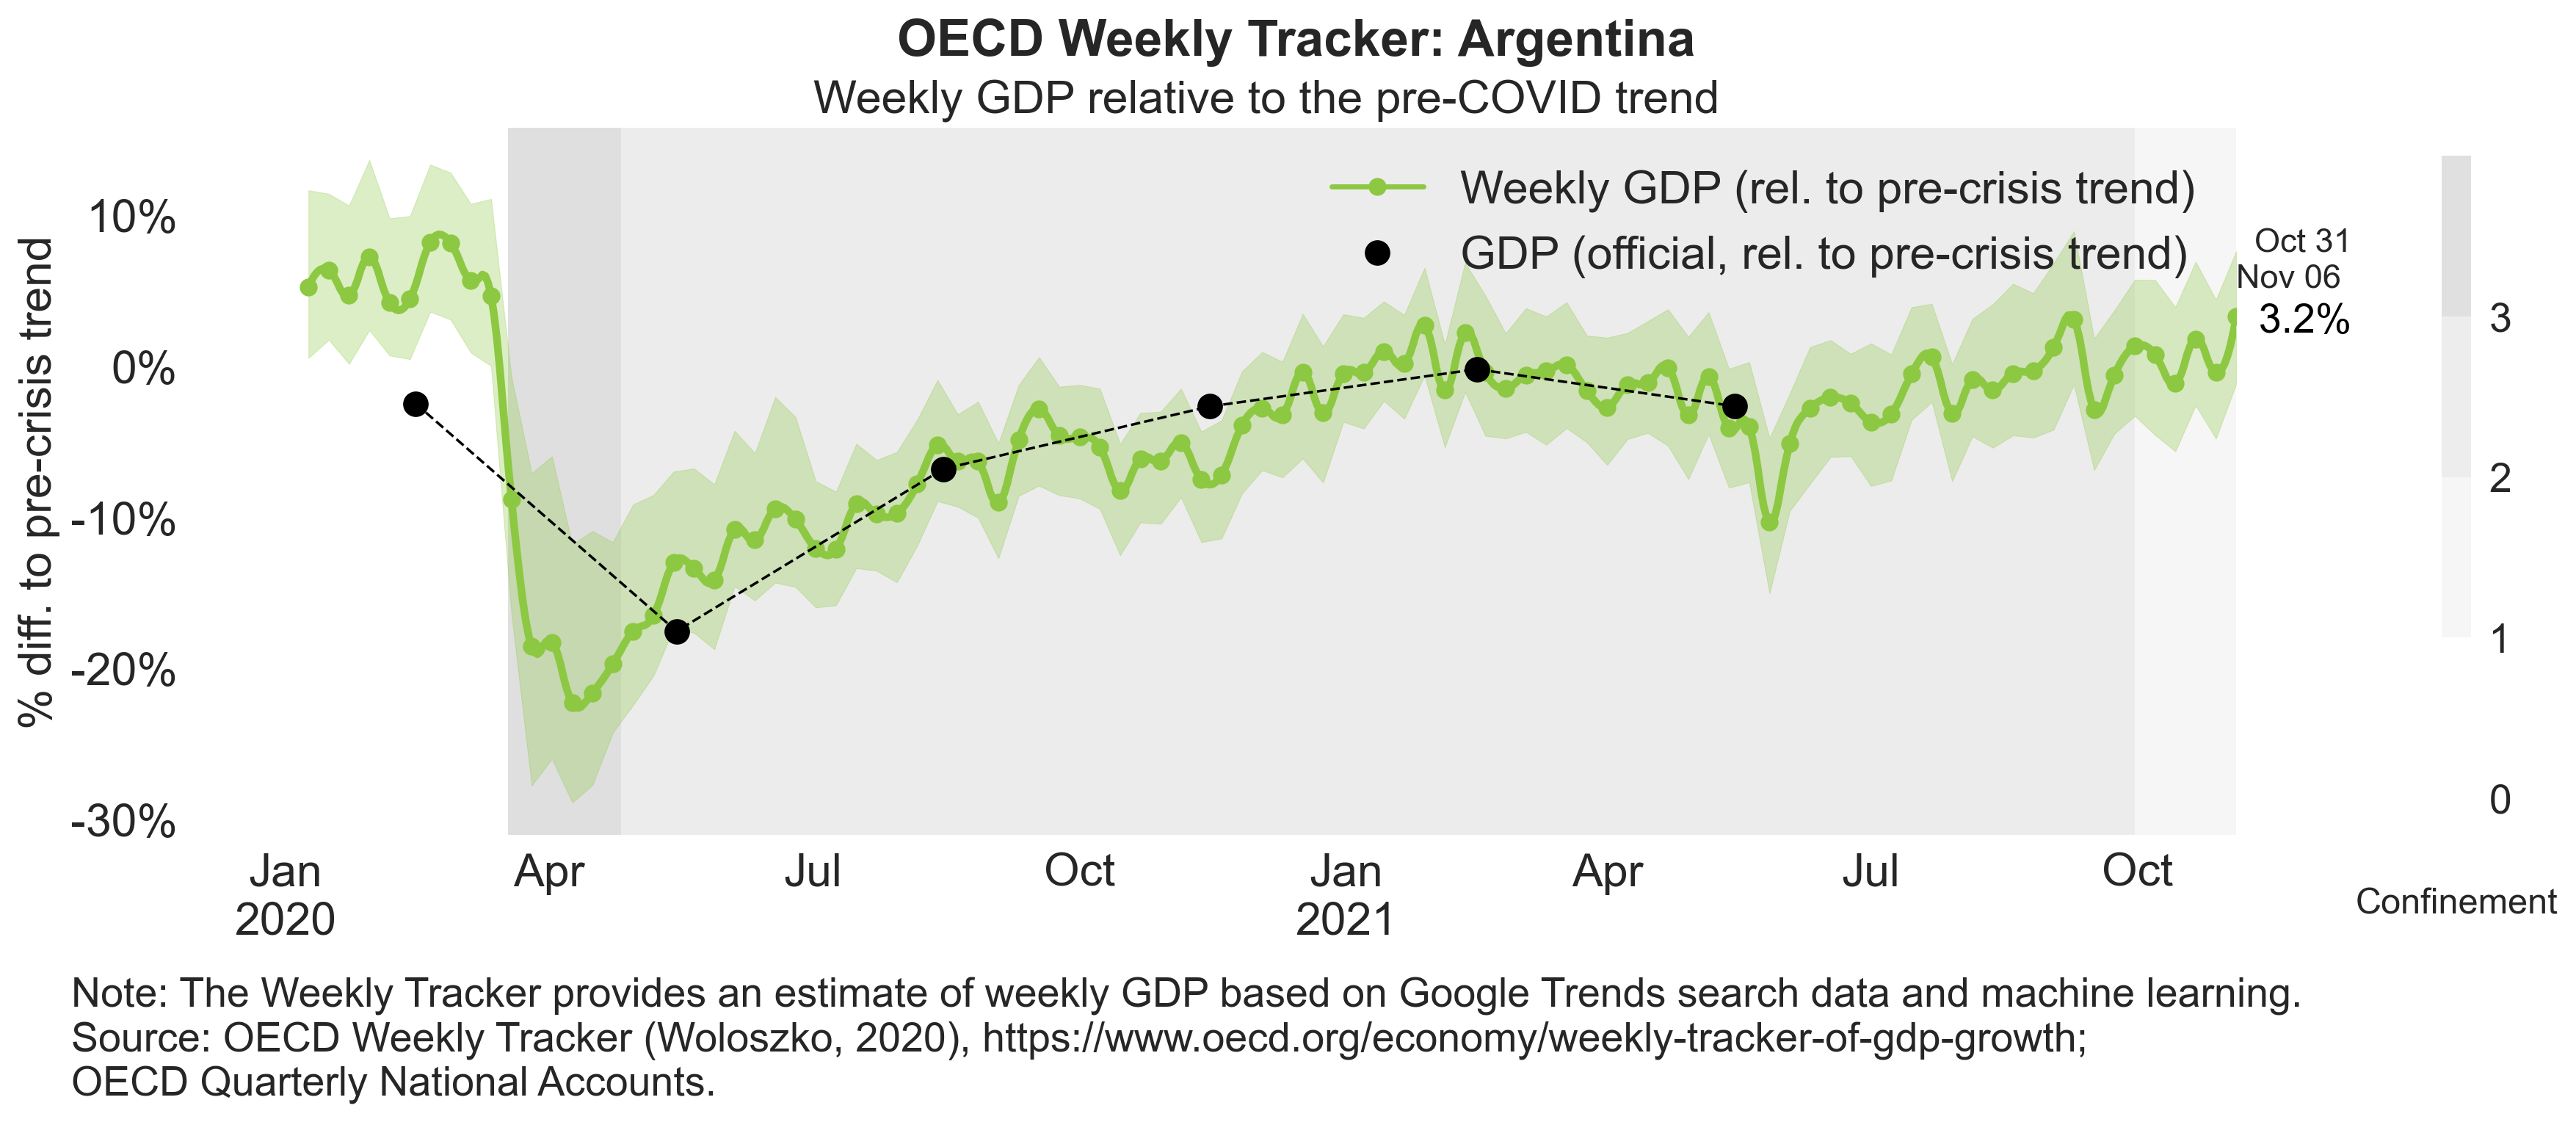 OECD Weekly Tracker: Argentina
Weekly GDP relative to the pre-COVID trend
% diff. to pre-crisis trend
10%
0%
-10%
-20%
-30%
Weekly GDP (rel. to pre-crisis trend)
GDP (official, rel. to pre-crisis trend)
Oct 31
Nov 06
3.2%
3
2
1
0
Confinement
Jan Apr Jul Oct Jan Apr Jul Oct
2020 2021
Note: The Weekly Tracker provides an estimate of weekly GDP based on Google Trends search data and machine learning.
Source: OECD Weekly Tracker (Woloszko, 2020), https://www.oecd.org/economy/weekly-tracker-of-gdp-growth;
OECD Quarterly National Accounts.